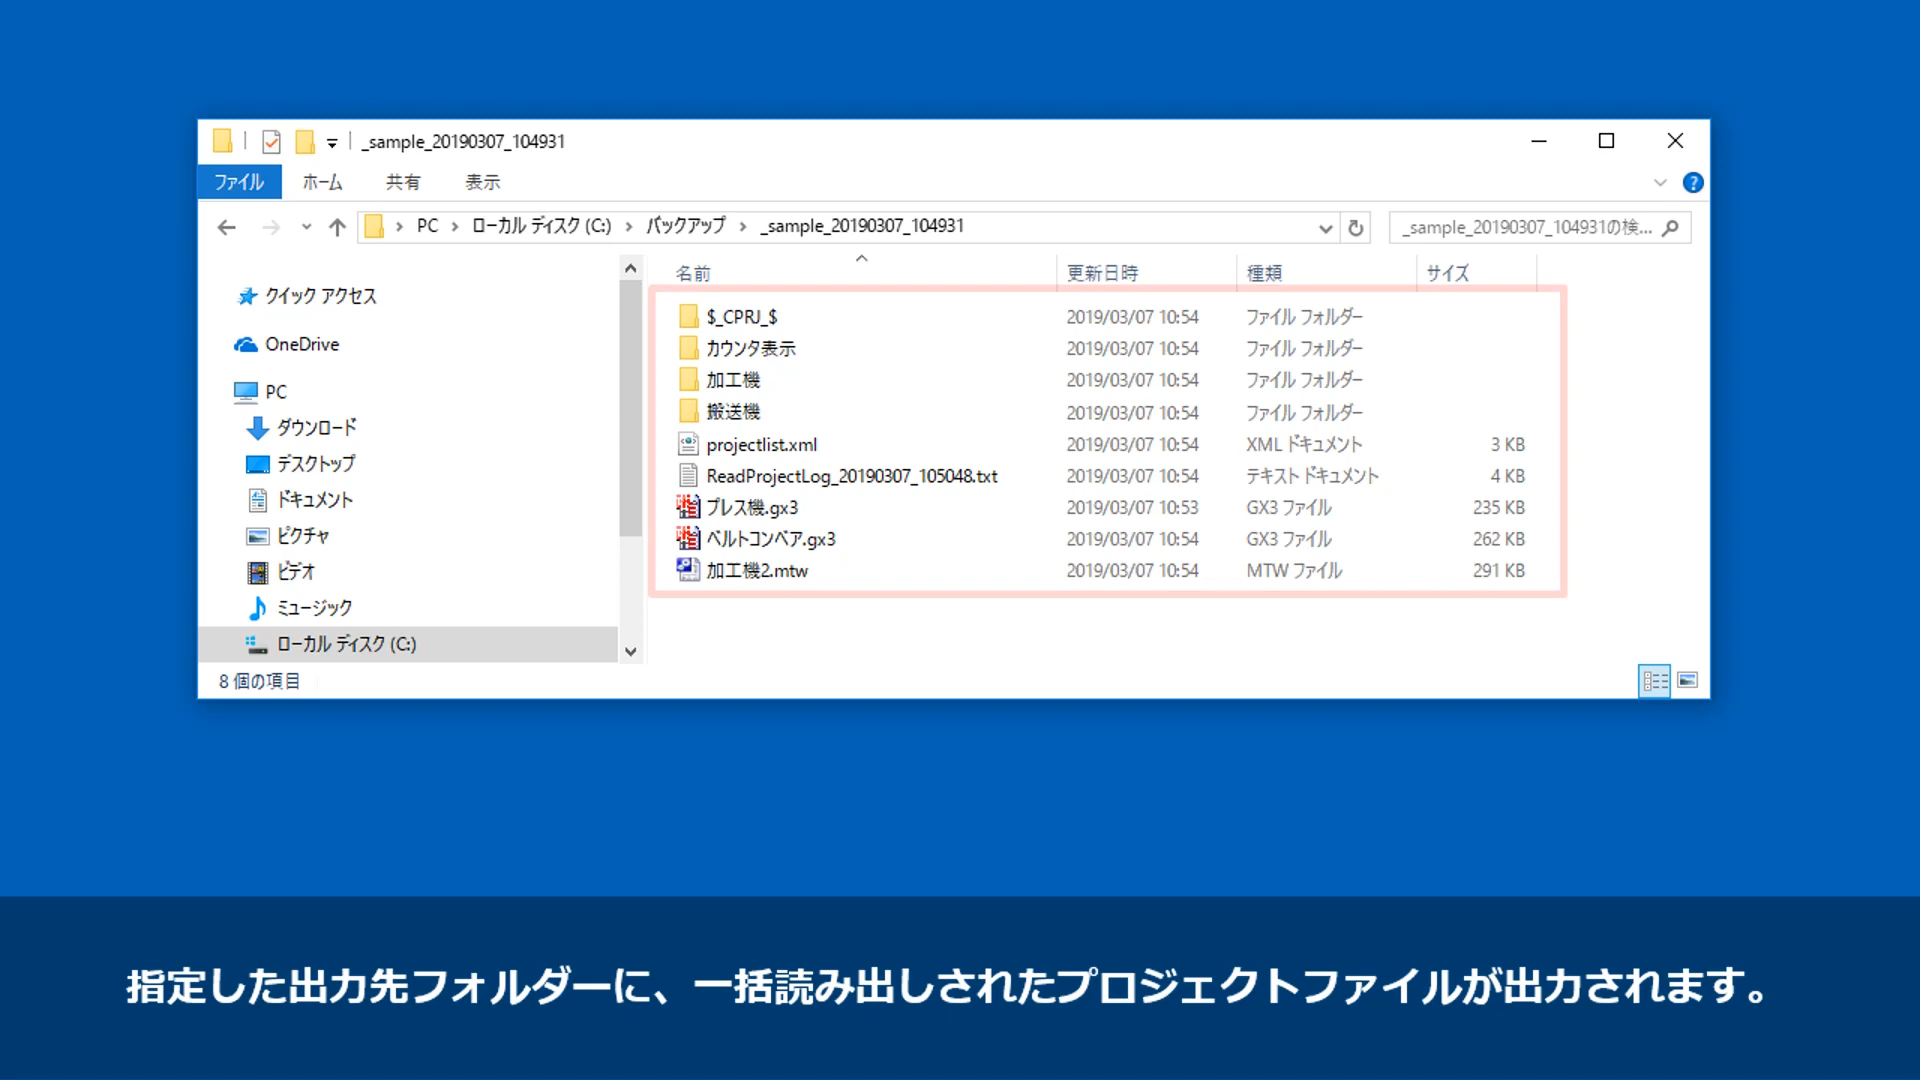 _sample_20190307_104931
ファイル ホーム 共有 表示
PC ローカル ディスク (C:) バックアップ _sample_20190307_104931 _sample_20190307_104931の検...
名前 更新日時 種類 サイズ
クイック アクセス
OneDrive
PC
ダウンロード
デスクトップ
ドキュメント
ピクチャ
ビデオ
ミュージック
ローカル ディスク (C:)
$_CPRJ_$ 2019/03/07 10:54 ファイル フォルダー
カウンタ表示 2019/03/07 10:54 ファイル フォルダー
加工機 2019/03/07 10:54 ファイル フォルダー
搬送機 2019/03/07 10:54 ファイル フォルダー
projectlist.xml 2019/03/07 10:54 XML ドキュメント 3 KB
ReadProjectLog_20190307_105048.txt 2019/03/07 10:54 テキスト ドキュメント 4 KB
プレス機.gx3 2019/03/07 10:53 GX3 ファイル 235 KB
ベルトコンベア.gx3 2019/03/07 10:54 GX3 ファイル 262 KB
加工機2.mtw 2019/03/07 10:54 MTW ファイル 291 KB
8 個の項目
指定した出力先フォルダーに、一括読み出しされたプロジェクトファイルが出力されます。